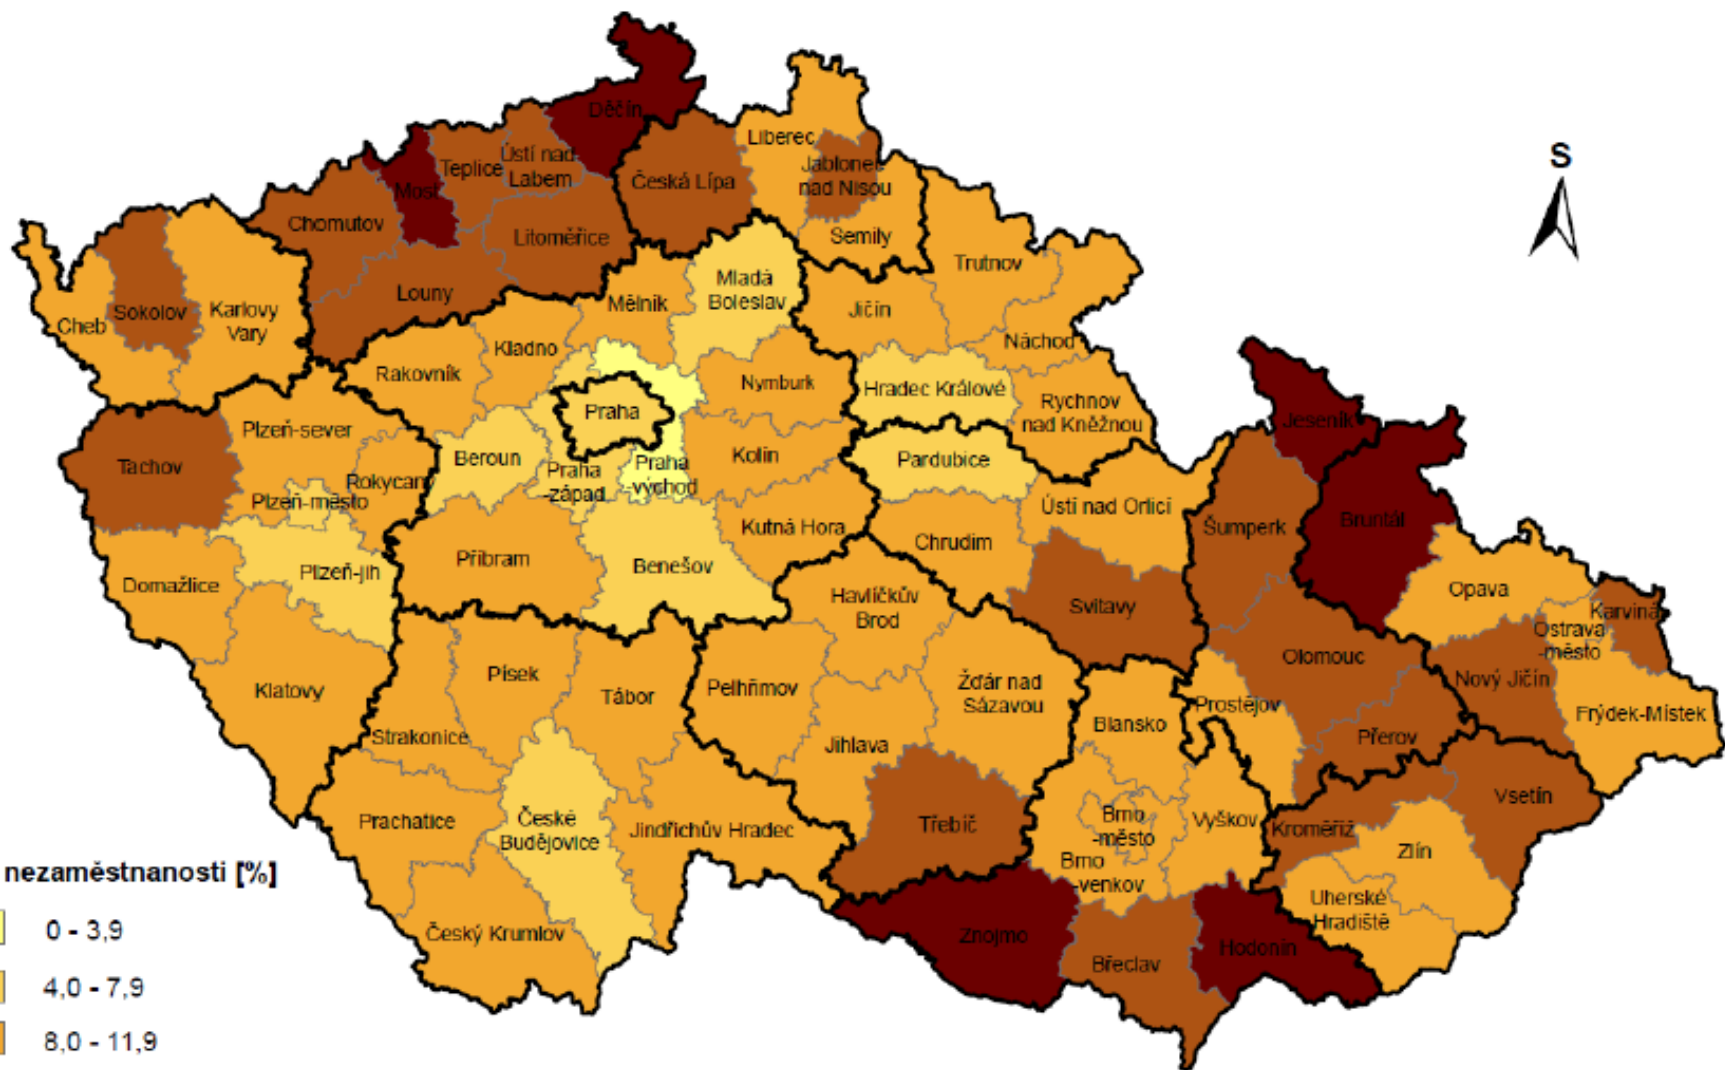 Děčín
Liberec
S
Teplice
Ústí nad
Labem
Jablonec
nad Nisou
Most
Česká Lípa
Chomutov
Litoměřice
Semily
Trutnov
Louny
Mělník
Mladá
Boleslav
Jičín
Cheb
Sokolov
Karlovy
Vary
Náchod
Rakovník
Kladno
Nymburk
Hradec Králové
Rychnov
nad Kněžnou
Praha
Jeseník
Plzeň-sever
Tachov
Rokycany
Beroun
Praha
-západ
Praha
-východ
Kolín
Pardubice
Plzeň-město
Ústí nad Orlicí
Šumperk
Bruntál
Kutná Hora
Chrudim
Příbram
Benešov
Domažlice
Plzeň-jih
Havlíčkův
Brod
Svitavy
Opava
Karviná
Ostrava
-město
Olomouc
Klatovy
Písek
Tábor
Pelhřimov
Žďár nad
Sázavou
Nový Jičín
Prostějov
Frýdek-Místek
Strakonice
Jihlava
Blansko
Přerov
Prachatice
České
Budějovice
Jindřichův Hradec
Třebíč
Brno
-město
Vyškov
Kroměříž
Vsetín
Brno
-venkov
Zlín
nezaměstnanosti [%]
Uherské
Hradiště
0 - 3,9
Český Krumlov
Znojmo
Břeclav
Hodonín
4,0 - 7,9
8,0 - 11,9